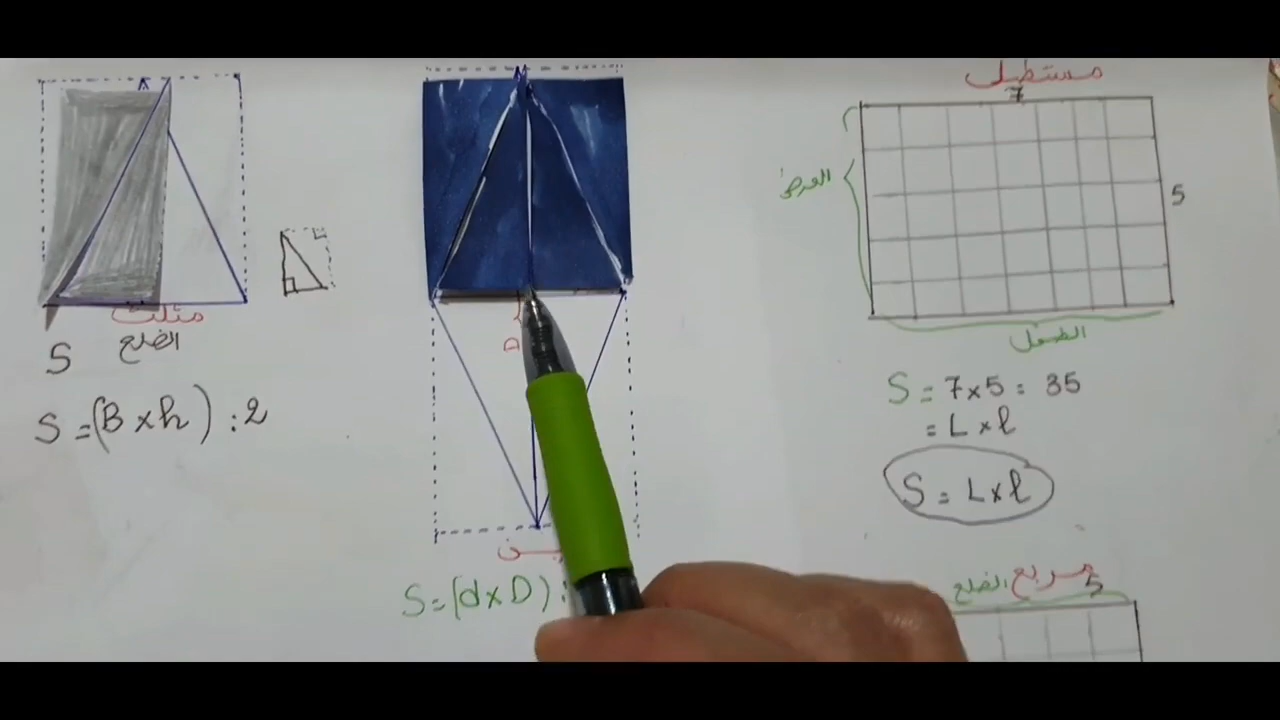 مثلث
الضلع
S
S = (B × h) : 2
D
S = (d × D) :
مستطيل
7
العرض
5
الطول
S = 7 × 5 = 35
= L × l
S = L × l
مربع
الضلع
5